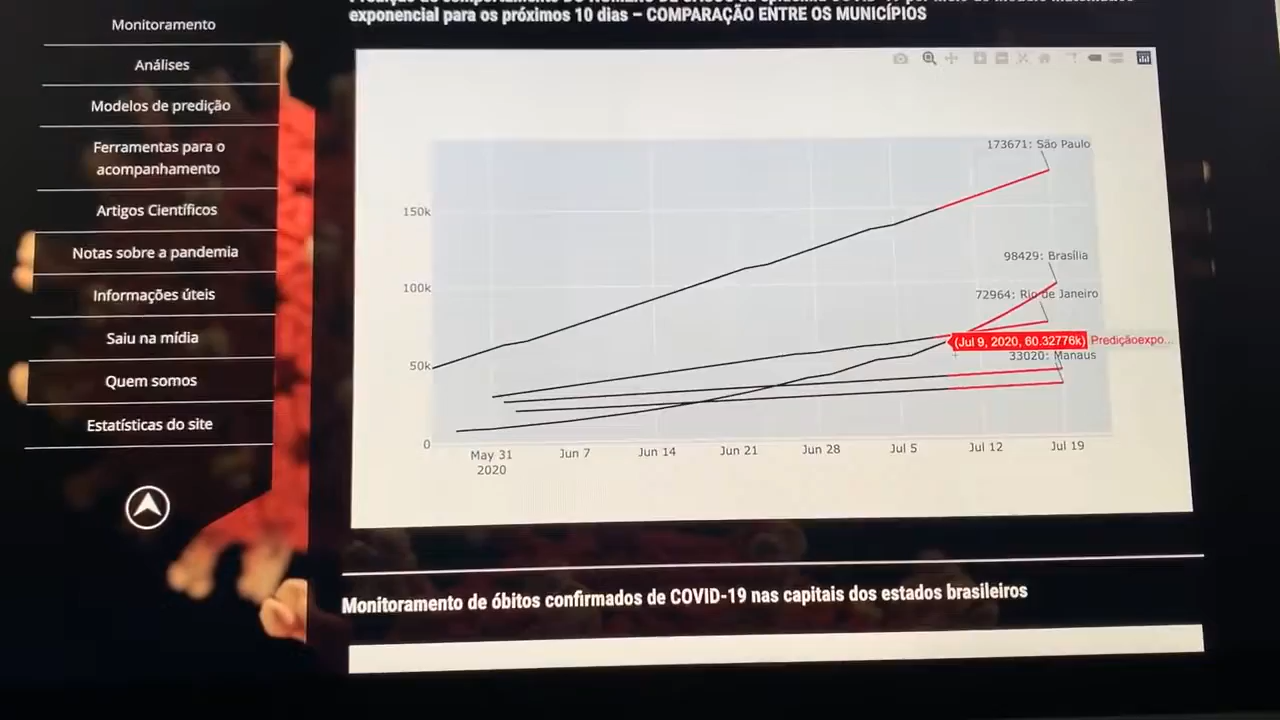 Monitoramento
Análises
Modelos de predição
Ferramentas para o
acompanhamento
Artigos Científicos
Notas sobre a pandemia
Informações úteis
Saiu na mídia
Quem somos
Estatísticas do site
exponencial para os próximos 10 dias – COMPARAÇÃO ENTRE OS MUNICÍPIOS
173671: São Paulo
150k
98429: Brasília
100k
72964: Rio de Janeiro
(Jul 9, 2020, 60.32776k) Prediçãoexpo...
33020: Manaus
50k
0
May 31
2020
Jun 7
Jun 14
Jun 21
Jun 28
Jul 5
Jul 12
Jul 19
Monitoramento de óbitos confirmados de COVID-19 nas capitais dos estados brasileiros